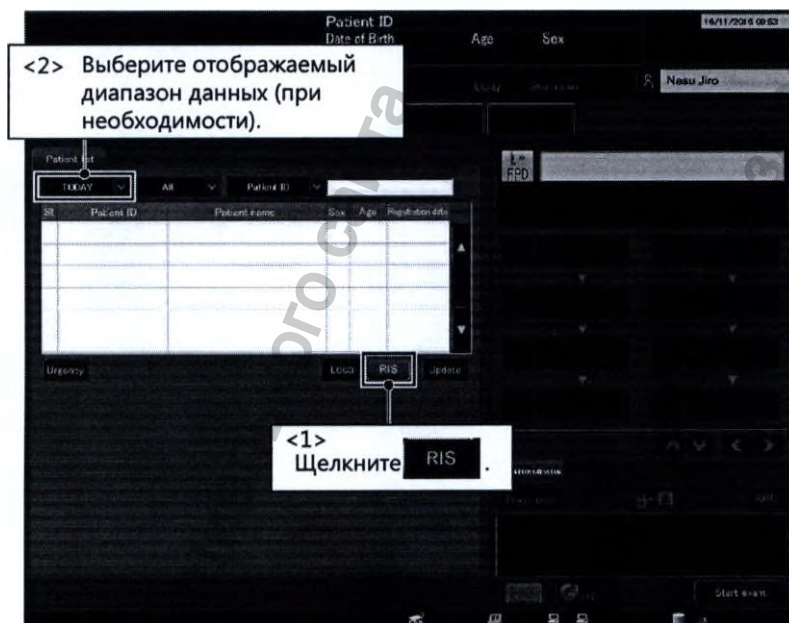 Patient ID
Date of Birth Age Sex
16/11/2016 09:53
<2> Выберите отображаемый
диапазон данных (при
необходимости).
Nasu Jiro
Patient list
FPD
TODAY All Patient ID
St Patient ID Patient name Sex Age Registration date
Urgency Local RIS Update
<1>
Щелкните RIS .
Start exam.